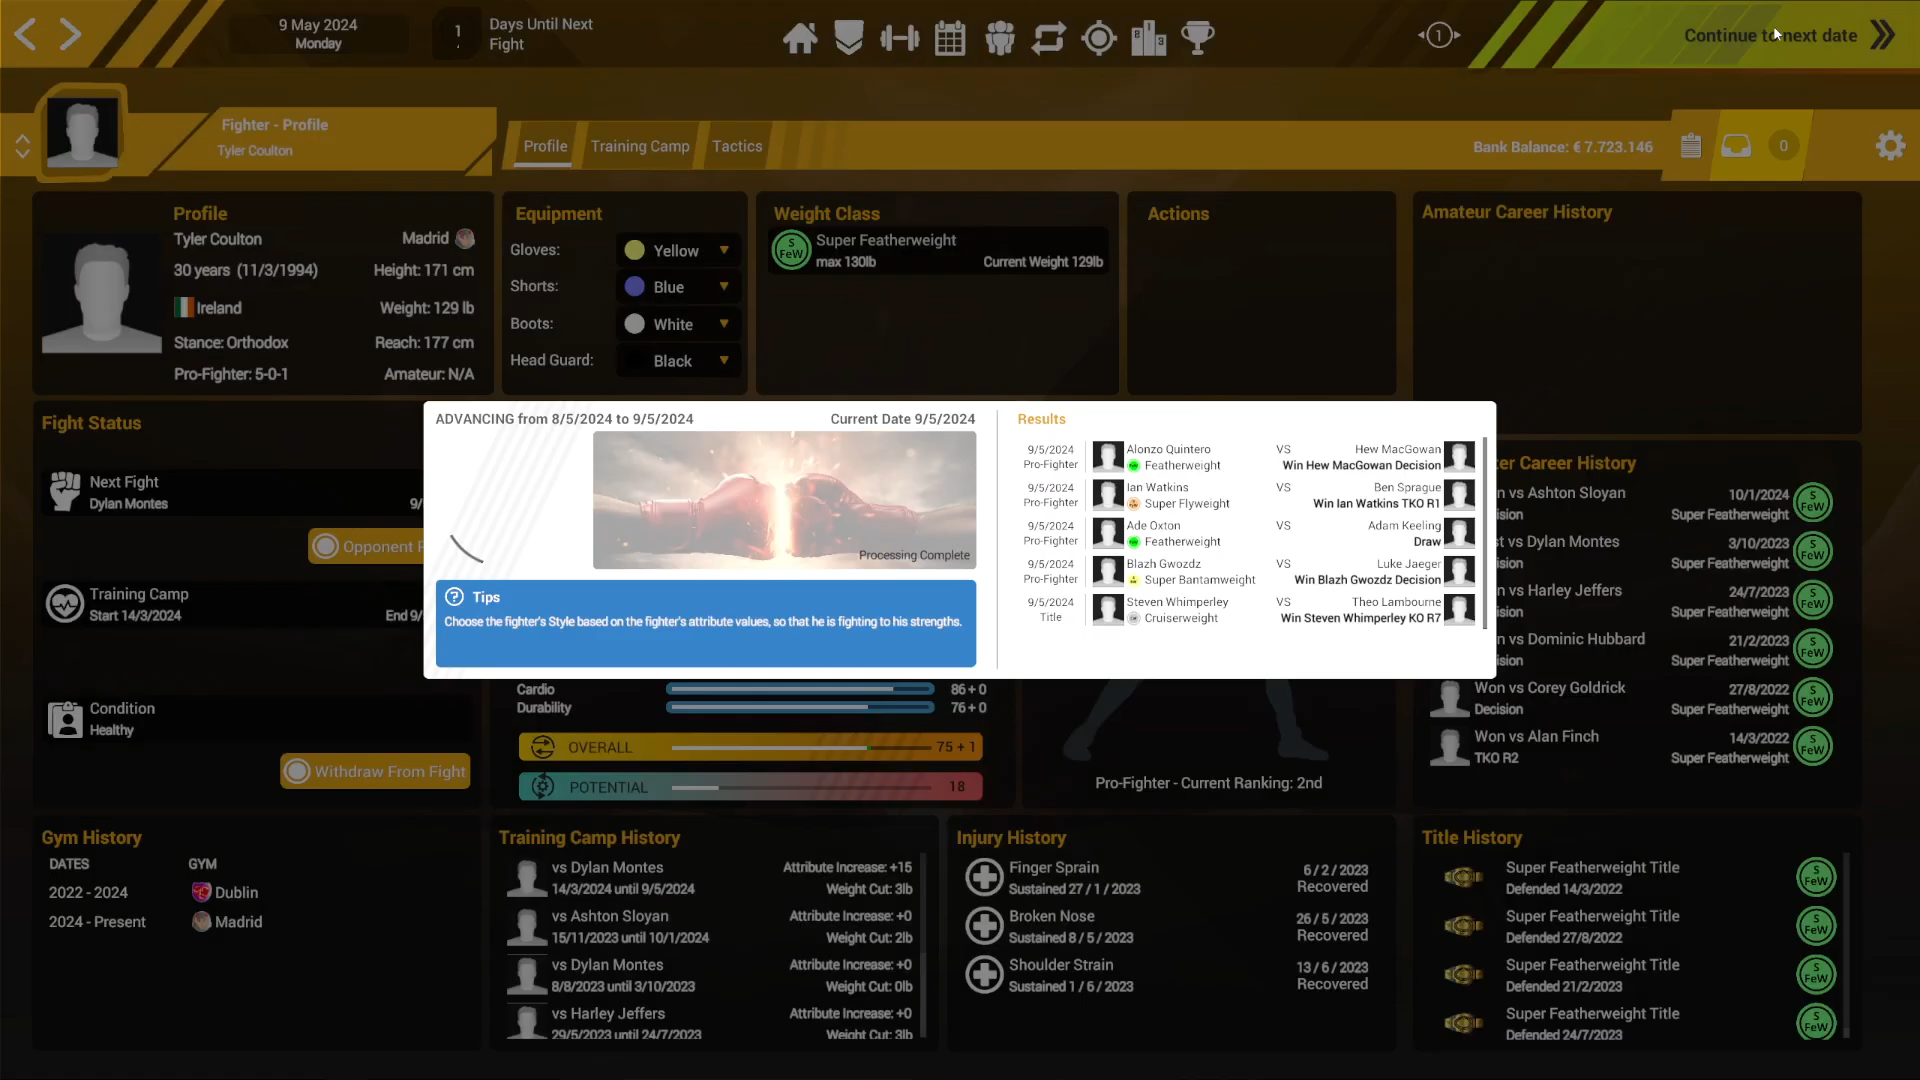 9 May 2024
Monday
1
Days Until Next
Fight
1
Continue to next date
Fighter - Profile
Tyler Coulton
Profile
Training Camp
Tactics
Bank Balance: € 7.723.146
0
Profile
Tyler Coulton
Madrid
30 years (11/3/1994)
Height: 171 cm
Ireland
Weight: 129 lb
Stance: Orthodox
Reach: 177 cm
Pro-Fighter: 5-0-1
Amateur: N/A
Equipment
Gloves:
Yellow
Shorts:
Blue
Boots:
White
Head Guard:
Black
Weight Class
S
FeW
Super Featherweight
max 130lb
Current Weight 129lb
Actions
Amateur Career History
Fight Status
Next Fight
Dylan Montes
9/
Opponent
Training Camp
Start 14/3/2024
End 9/
Condition
Healthy
Withdraw From Fight
ADVANCING from 8/5/2024 to 9/5/2024
Current Date 9/5/2024
Processing Complete
Tips
Choose the fighter's Style based on the fighter's attribute values, so that he is fighting to his strengths.
Results
9/5/2024
Pro-Fighter
Alonzo Quintero
Featherweight
VS
Hew MacGowan
Win Hew MacGowan Decision
9/5/2024
Pro-Fighter
Ian Watkins
Super Flyweight
VS
Ben Sprague
Win Ian Watkins TKO R1
9/5/2024
Pro-Fighter
Ade Oxton
Featherweight
VS
Adam Keeling
Draw
9/5/2024
Pro-Fighter
Blazh Gwozdz
Super Bantamweight
VS
Luke Jaeger
Win Blazh Gwozdz Decision
9/5/2024
Title
Steven Whimperley
Cruiserweight
VS
Theo Lambourne
Win Steven Whimperley KO R7
Cardio
86 + 0
Durability
76 + 0
OVERALL
75 + 1
POTENTIAL
18
Pro-Fighter - Current Ranking: 2nd
er Career History
n vs Ashton Sloyan
10/1/2024
ision
Super Featherweight
S
FeW
st vs Dylan Montes
3/10/2023
ision
Super Featherweight
S
FeW
n vs Harley Jeffers
24/7/2023
ision
Super Featherweight
S
FeW
n vs Dominic Hubbard
21/2/2023
ision
Super Featherweight
S
FeW
Won vs Corey Goldrick
27/8/2022
Decision
Super Featherweight
S
FeW
Won vs Alan Finch
14/3/2022
TKO R2
Super Featherweight
S
FeW
Gym History
DATES
GYM
2022 - 2024
Dublin
2024 - Present
Madrid
Training Camp History
vs Dylan Montes
Attribute Increase: +15
14/3/2024 until 9/5/2024
Weight Cut: 3lb
vs Ashton Sloyan
Attribute Increase: +0
15/11/2023 until 10/1/2024
Weight Cut: 2lb
vs Dylan Montes
Attribute Increase: +0
8/8/2023 until 3/10/2023
Weight Cut: 0lb
vs Harley Jeffers
Attribute Increase: +0
29/5/2023 until 24/7/2023
Weight Cut: 3lb
Injury History
Finger Sprain
6 / 2 / 2023
Sustained 27 / 1 / 2023
Recovered
Broken Nose
26 / 5 / 2023
Sustained 8 / 5 / 2023
Recovered
Shoulder Strain
13 / 6 / 2023
Sustained 1 / 6 / 2023
Recovered
Title History
Super Featherweight Title
Defended 14/3/2022
S
FeW
Super Featherweight Title
Defended 27/8/2022
S
FeW
Super Featherweight Title
Defended 21/2/2023
S
FeW
Super Featherweight Title
Defended 24/7/2023
S
FeW